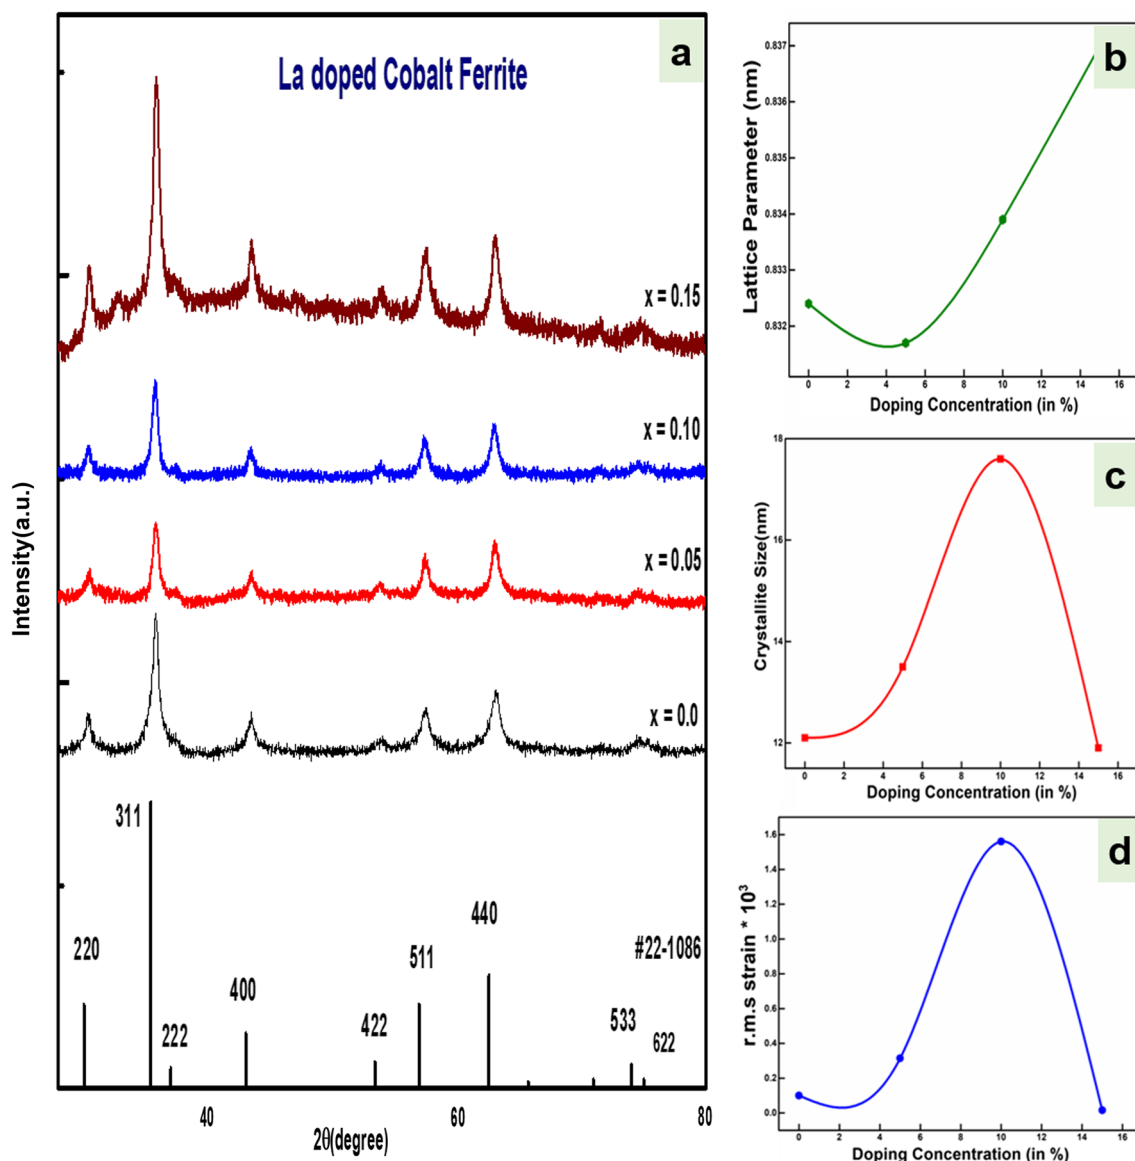 a
La doped Cobalt Ferrite
x = 0.15
x = 0.10
x = 0.05
x = 0.0
311
440
220
#22-1086
511
400
422
533
222
622
40
60
80
2θ(degree)
Intensity(a.u.)
b
0.837
0.836
0.835
0.834
0.833
0.832
0 2 4 6 8 10 12 14 16
Lattice Parameter (nm)
Doping Concentration (in %)
c
18
16
14
12
0 2 4 6 8 10 12 14 16
Crystallite Size(nm)
Doping Concentration (in %)
d
1.6
1.4
1.2
1.0
0.8
0.6
0.4
0.2
0.0
0 2 4 6 8 10 12 14 16
r.m.s strain * 10³
Doping Concentration (in %)